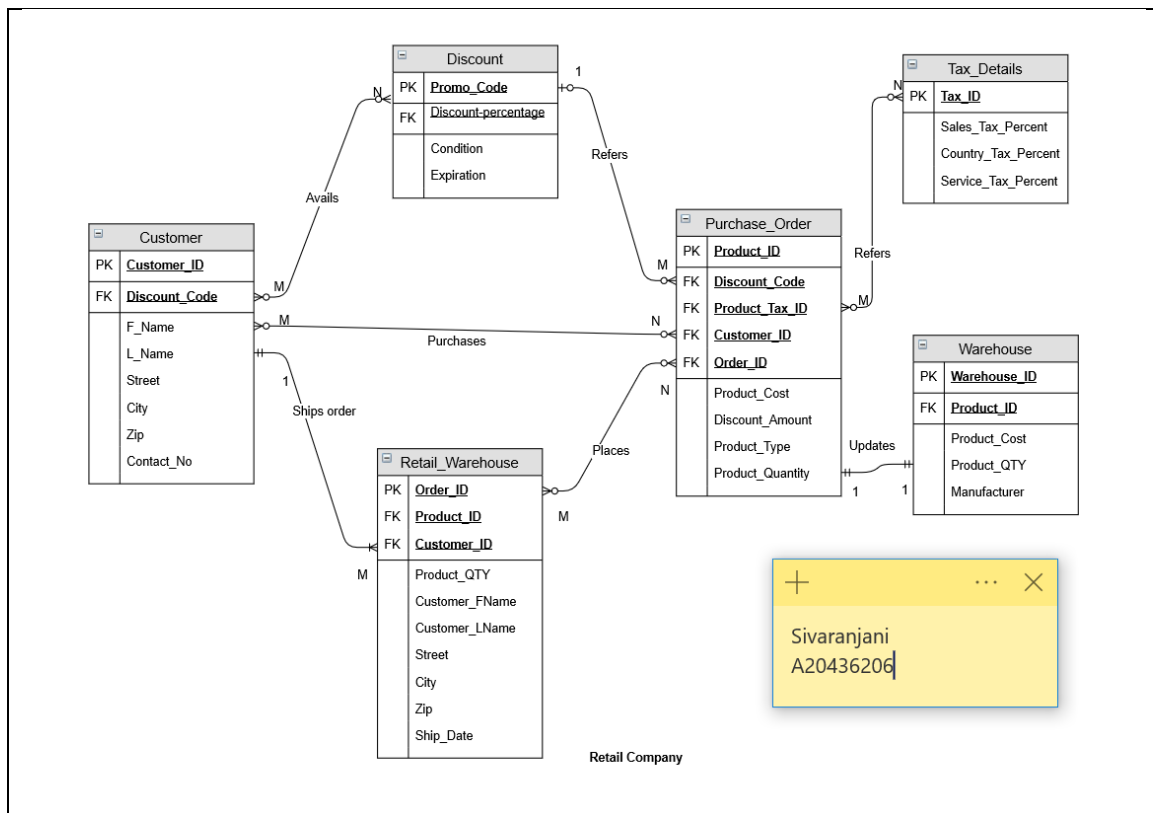 Discount
PK Promo_Code
FK Discount-percentage
Condition
Expiration
1
N
Avails
M
Refers
M
Tax_Details
PK Tax_ID
Sales_Tax_Percent
Country_Tax_Percent
Service_Tax_Percent
N
Refers
M
Customer
PK Customer_ID
FK Discount_Code
F_Name
L_Name
Street
City
Zip
Contact_No
M
Purchases
N
1
Ships order
M
Purchase_Order
PK Product_ID
FK Discount_Code
FK Product_Tax_ID
FK Customer_ID
FK Order_ID
Product_Cost
Discount_Amount
Product_Type
Product_Quantity
N
Places
M
Updates
1
1
Warehouse
PK Warehouse_ID
FK Product_ID
Product_Cost
Product_QTY
Manufacturer
Retail_Warehouse
PK Order_ID
FK Product_ID
FK Customer_ID
Product_QTY
Customer_FName
Customer_LName
Street
City
Zip
Ship_Date
Sivaranjani
A20436206
Retail Company